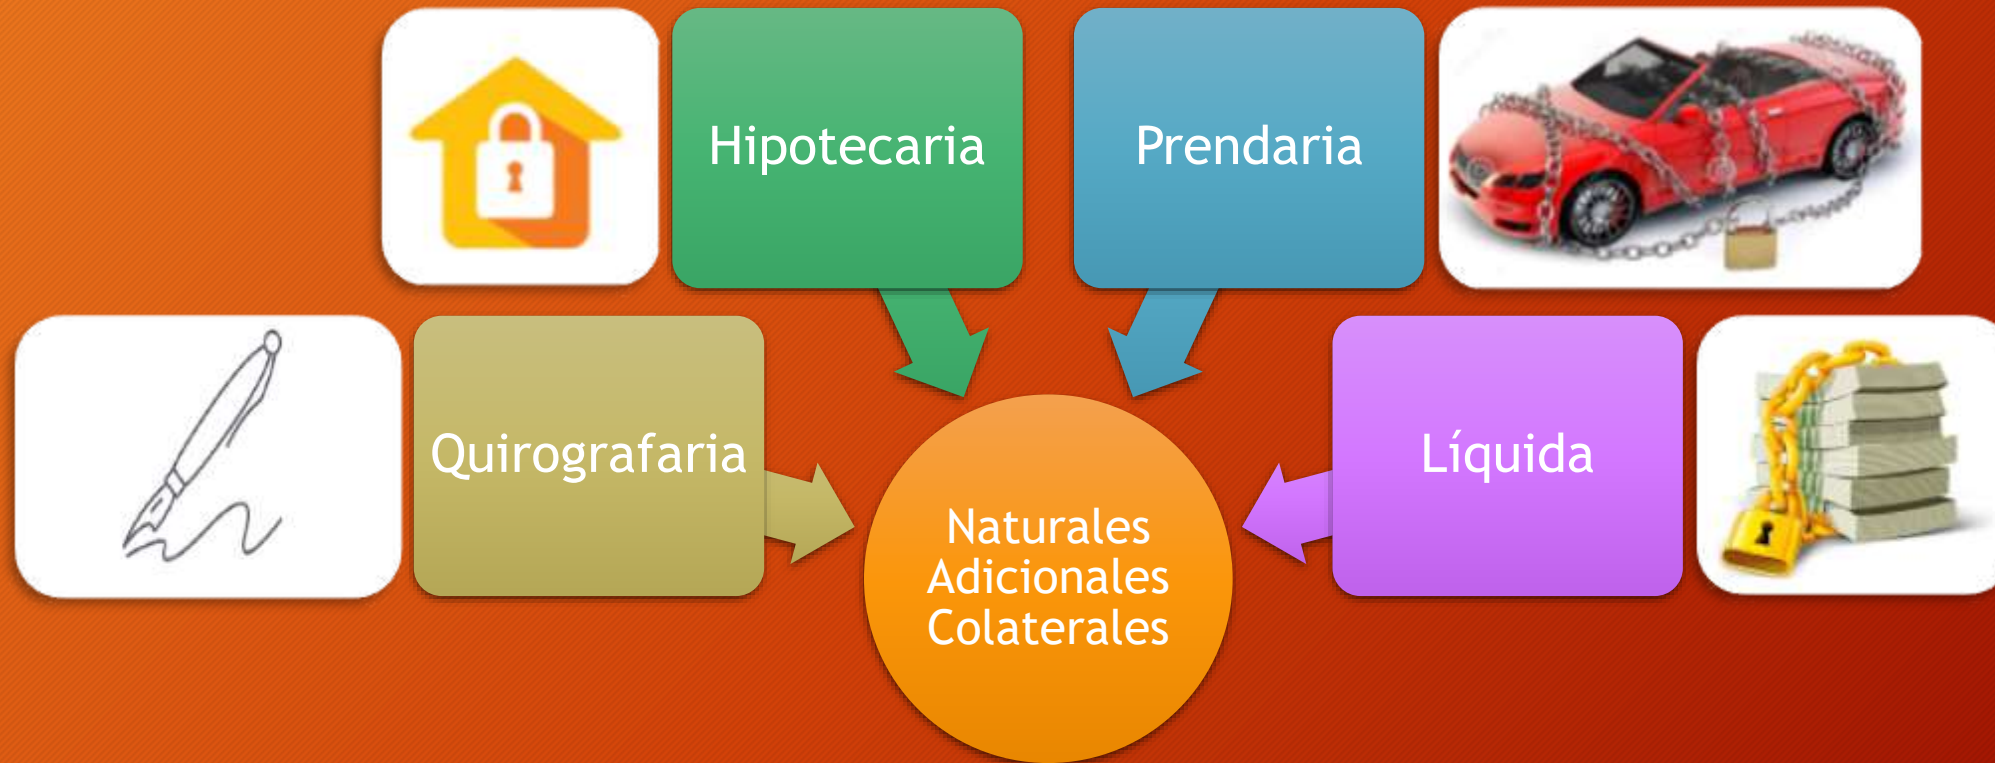 Hipotecaria
Prendaria
Quirografaria
Líquida
Naturales
Adicionales
Colaterales